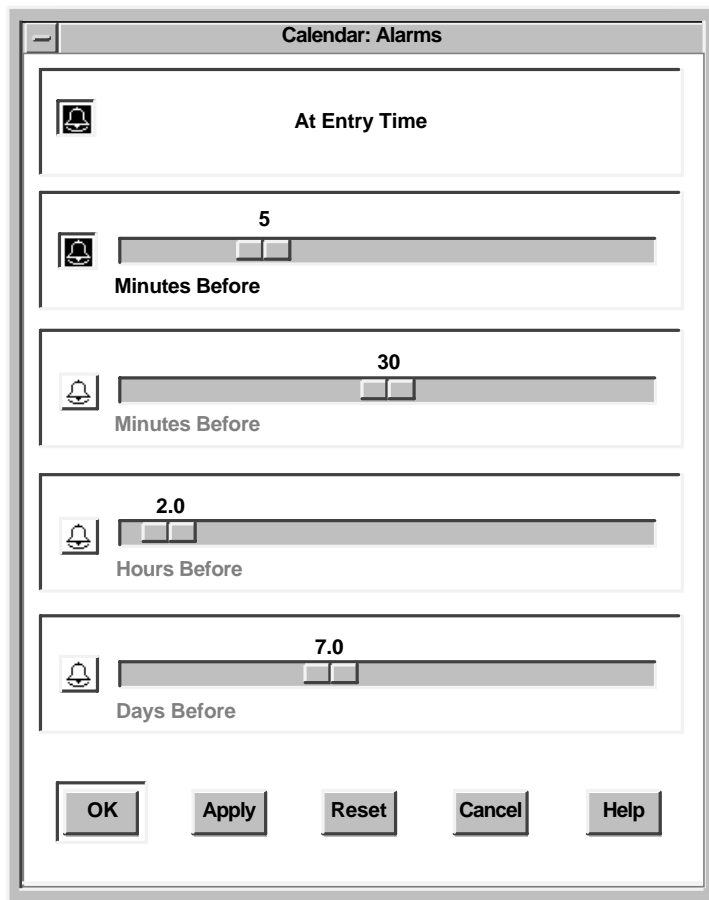 Calendar: Alarms
At Entry Time
5
Minutes Before
30
Minutes Before
2.0
Hours Before
7.0
Days Before
OK Apply Reset Cancel Help